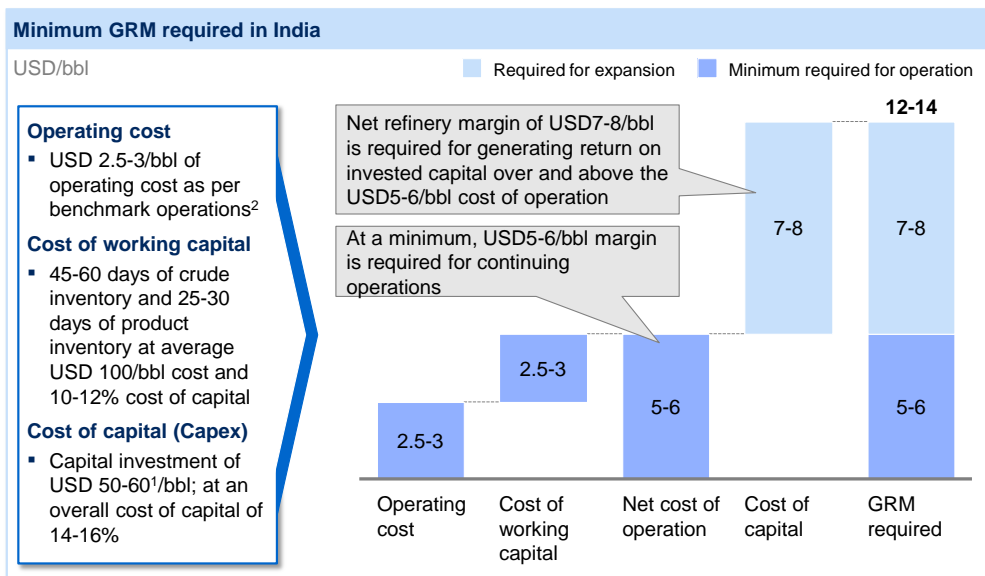 Minimum GRM required in India
USD/bbl
Required for expansion
Minimum required for operation
Operating cost
▪ USD 2.5-3/bbl of
operating cost as per
benchmark operations²
Cost of working capital
▪ 45-60 days of crude
inventory and 25-30
days of product
inventory at average
USD 100/bbl cost and
10-12% cost of capital
Cost of capital (Capex)
▪ Capital investment of
USD 50-60¹/bbl; at an
overall cost of capital of
14-16%
Net refinery margin of USD7-8/bbl
is required for generating return on
invested capital over and above the
USD5-6/bbl cost of operation
At a minimum, USD5-6/bbl margin
is required for continuing
operations
12-14
7-8
7-8
2.5-3
2.5-3
5-6
5-6
Operating
cost
Cost of
working
capital
Net cost of
operation
Cost of
capital
GRM
required